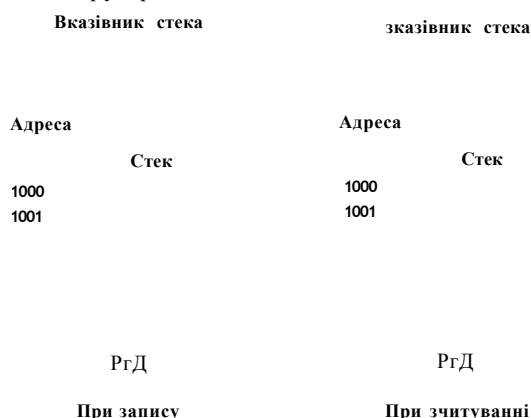 Вказівник стека
зказівник стека
Адреса
Адреса
Стек
Стек
1000
1000
1001
1001
РгД
РгД
При запису
При зчитуванні